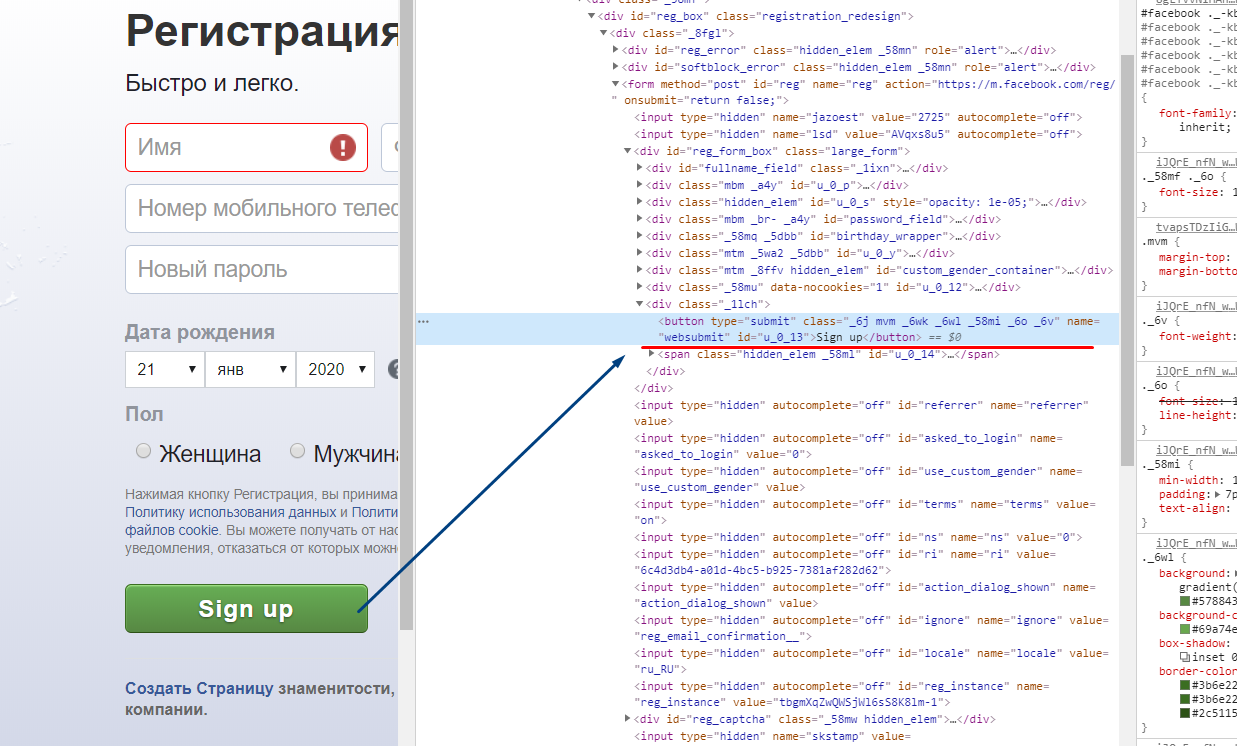 Регистрация
Быстро и легко.
Имя
Номер мобильного
Новый пароль
Дата рождения
21 янв 2020
Пол
Женщина
Нажимая кнопку Регистрация, вы
Политику использования данных и
файлов cookie. Вы можете получать от
уведомления, отказаться от которых
Sign up
Создать Страницу знаменитости,
компании.
<div id="reg_box" class="registration_redesign">
<div class="_8fgl">
<div id="reg_error" class="hidden_elem _58mn" role="alert">…</div>
<div id="softblock_error" class="hidden_elem _58mn" role="alert">…</div>
<form method="post" id="reg" name="reg" action="https://m.facebook.com/reg/
" onsubmit="return false;">
<input type="hidden" name="jazoest" value="2725" autocomplete="off">
<input type="hidden" name="lsd" value="AVqxs8u5" autocomplete="off">
<div id="reg_form_box" class="large_form">
<div id="fullname_field" class="_1ixn">…</div>
<div class="mbm _a4y" id="u_0_p">…</div>
<div class="hidden_elem" id="u_0_s" style="opacity: 1e-05;">…</div>
<div class="mbm _br- _a4y" id="password_field">…</div>
<div class="_58mq _5dbb" id="birthday_wrapper">…</div>
<div class="mtm _5wa2 _5dbb" id="u_0_y">…</div>
<div class="mtm _8ffv hidden_elem" id="custom_gender_container">…</div>
<div class="_58mu" data-nocookies="1" id="u_0_12">…</div>
<div class="_1lch">
<button type="submit" class="_6j mvm _6wk _6wl _58mi _6o _6v" name=
"websubmit" id="u_0_13">Sign up</button> == $0
<span class="hidden_elem _58ml" id="u_0_14">…</span>
</div>
</div>
<input type="hidden" autocomplete="off" id="referrer" name="referrer"
value>
<input type="hidden" autocomplete="off" id="asked_to_login" name=
"asked_to_login" value="0">
<input type="hidden" autocomplete="off" id="use_custom_gender" name=
"use_custom_gender" value>
<input type="hidden" autocomplete="off" id="terms" name="terms" value=
"on">
<input type="hidden" autocomplete="off" id="ns" name="ns" value="0">
<input type="hidden" autocomplete="off" id="ri" name="ri" value=
"6c4d3db4-a01d-4bc5-b925-7381af282d62">
<input type="hidden" autocomplete="off" id="action_dialog_shown" name=
"action_dialog_shown" value>
<input type="hidden" autocomplete="off" id="ignore" name="ignore" value=
"reg_email_confirmation__">
<input type="hidden" autocomplete="off" id="locale" name="locale" value=
"ru_RU">
<input type="hidden" autocomplete="off" id="reg_instance" name=
"reg_instance" value="tbgmXqZwQWSjWl6sS8K8lm-1">
<div id="reg_captcha" class="_58mw hidden_elem">…</div>
<input type="hidden" autocomplete="off" name="skstamp" value=
#facebook ._-kb
#facebook ._-kb
#facebook ._-kb
#facebook ._-kb
#facebook ._-kb
#facebook ._-kb
{
font-family:
inherit;
}
iJQrE_nfN_w…
._58mf ._6o {
font-size:
}
tvapsTDzIiG…
.mvm {
margin-top:
}
iJQrE_nfN_w…
._6v {
font-weight:
}
iJQrE_nfN_w…
._6o {
font-size:
line-height:
}
iJQrE_nfN_w…
._58mi {
min-width:
padding:
text-align:
}
iJQrE_nfN_w…
._6wl {
background:
gradient(
#578843
#69a74e
box-shadow:
inset
#3b6e22
#3b6e22
#2c5115
}